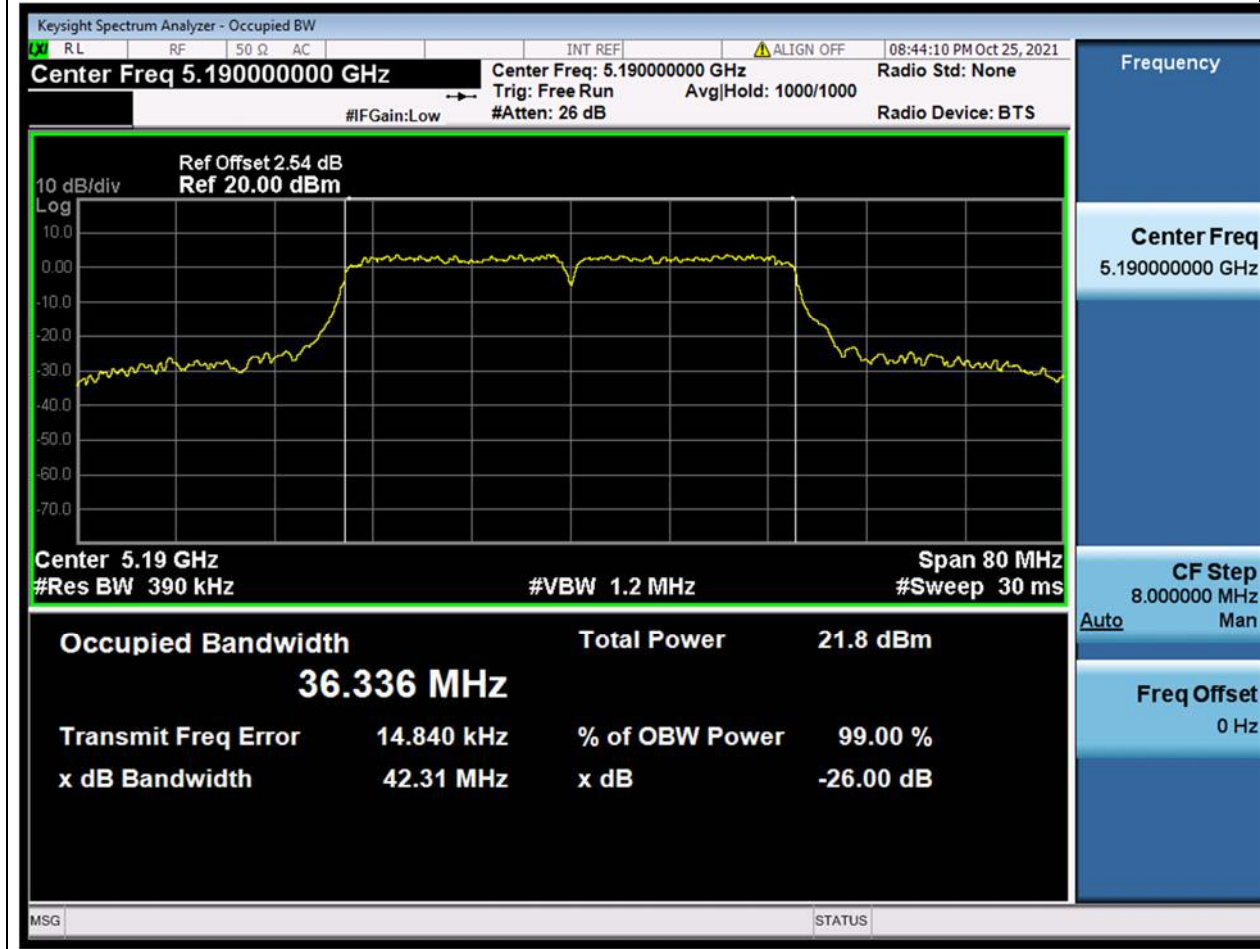 Keysight Spectrum Analyzer - Occupied BW
LXI RL RF 50 Ω AC INT REF ALIGN OFF 08:44:10 PM Oct 25, 2021
Center Freq 5.190000000 GHz
Center Freq: 5.190000000 GHz Radio Std: None
Trig: Free Run Avg|Hold: 1000/1000
#IFGain:Low #Atten: 26 dB Radio Device: BTS
Frequency
Ref Offset 2.54 dB
10 dB/div Ref 20.00 dBm
Log
10.0
0.00
-10.0
-20.0
-30.0
-40.0
-50.0
-60.0
-70.0
Center 5.19 GHz Span 80 MHz
#Res BW 390 kHz #VBW 1.2 MHz #Sweep 30 ms
Center Freq
5.190000000 GHz
CF Step
8.000000 MHz
Auto Man
Freq Offset
0 Hz
Occupied Bandwidth Total Power 21.8 dBm
36.336 MHz
Transmit Freq Error 14.840 kHz % of OBW Power 99.00 %
x dB Bandwidth 42.31 MHz x dB -26.00 dB
MSG STATUS